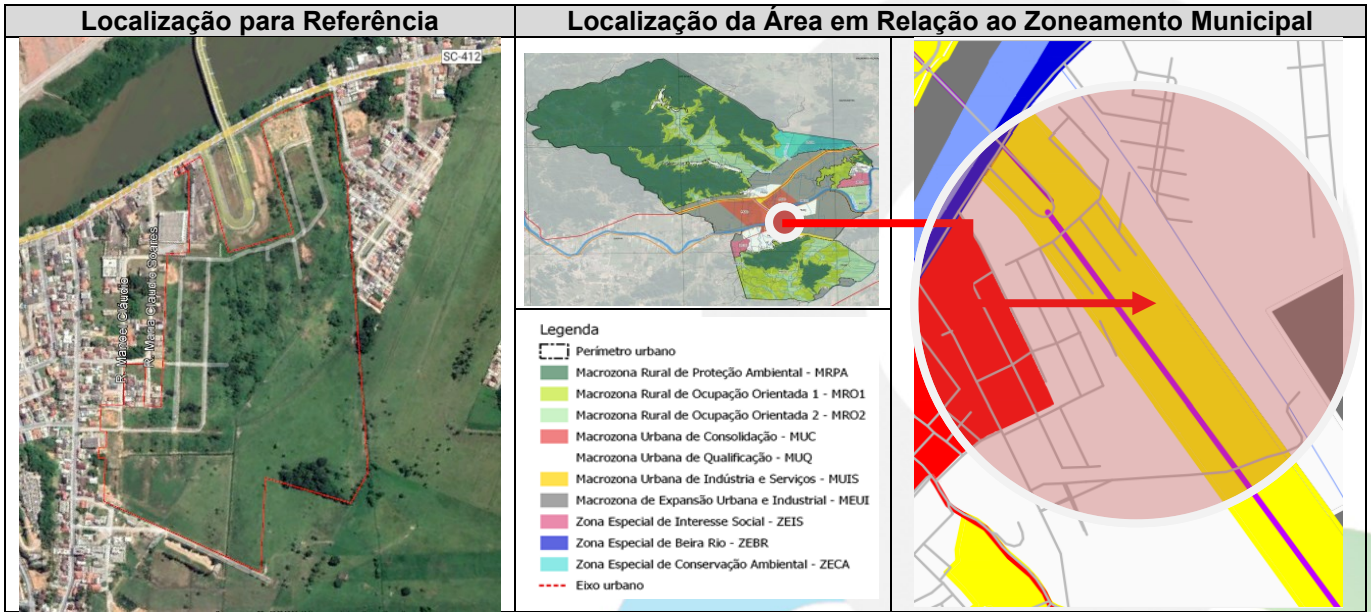 Localização para Referência
Localização da Área em Relação ao Zoneamento Municipal
SC-412
R. Manoel Claudio
R. Maria Claudio Soares
Legenda
Perímetro urbano
Macrozona Rural de Proteção Ambiental - MRPA
Macrozona Rural de Ocupação Orientada 1 - MRO1
Macrozona Rural de Ocupação Orientada 2 - MRO2
Macrozona Urbana de Consolidação - MUC
Macrozona Urbana de Qualificação - MUQ
Macrozona Urbana de Indústria e Serviços - MUIS
Macrozona de Expansão Urbana e Industrial - MEUI
Zona Especial de Interesse Social - ZEIS
Zona Especial de Beira Rio - ZEBR
Zona Especial de Conservação Ambiental - ZECA
Eixo urbano